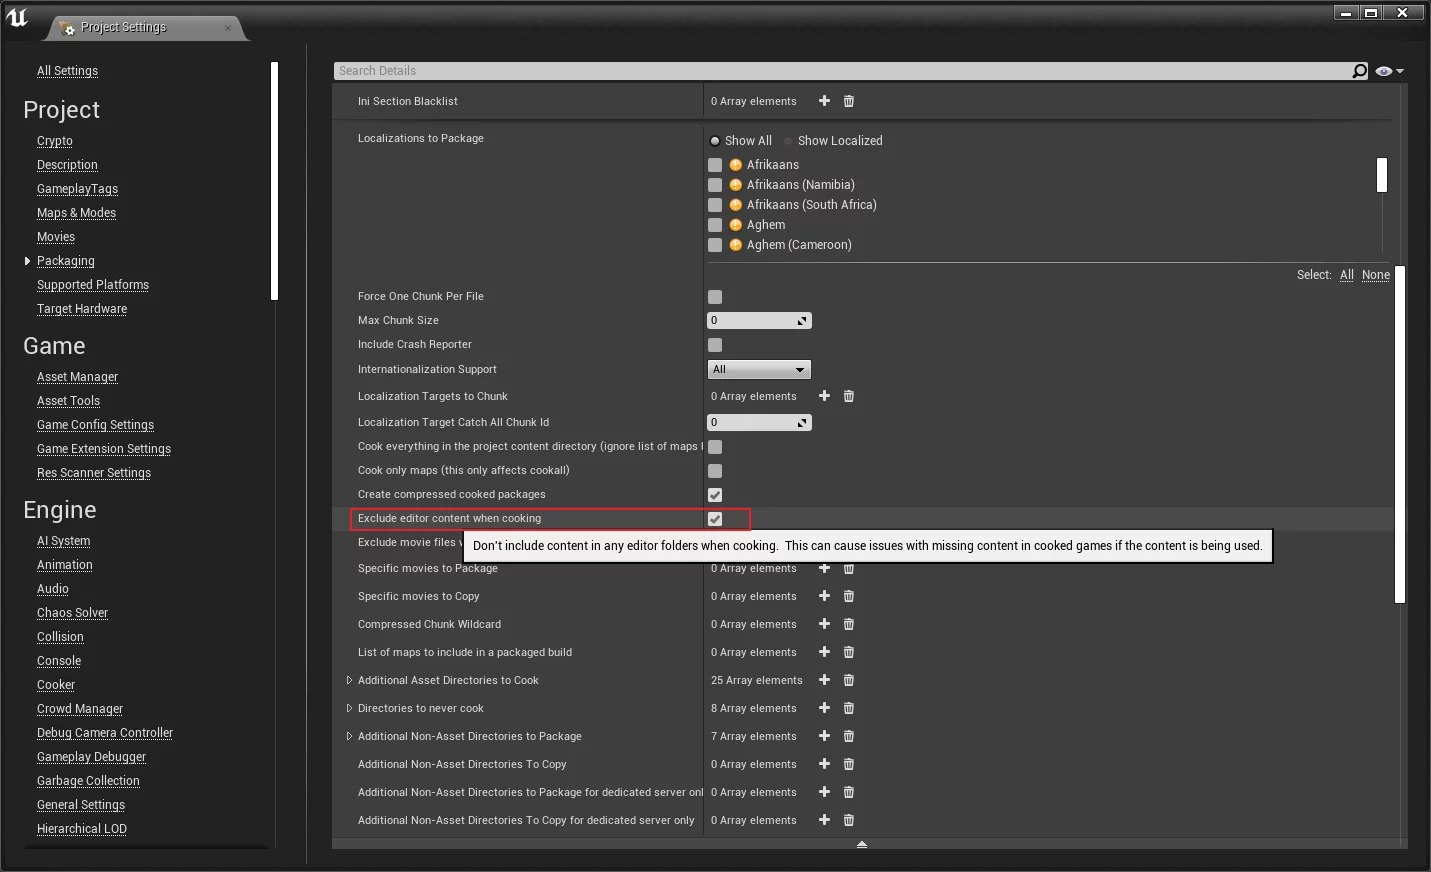 Project Settings
All Settings
Project
Crypto
Description
GameplayTags
Maps & Modes
Movies
Packaging
Supported Platforms
Target Hardware
Game
Asset Manager
Asset Tools
Game Config Settings
Game Extension Settings
Res Scanner Settings
Engine
AI System
Animation
Audio
Chaos Solver
Collision
Console
Cooker
Crowd Manager
Debug Camera Controller
Gameplay Debugger
Garbage Collection
General Settings
Hierarchical LOD
Search Details
Ini Section Blacklist 0 Array elements
Localizations to Package Show All Show Localized
Afrikaans
Afrikaans (Namibia)
Afrikaans (South Africa)
Aghem
Aghem (Cameroon)
Select: All None
Force One Chunk Per File
Max Chunk Size 0
Include Crash Reporter
Internationalization Support All
Localization Targets to Chunk 0 Array elements
Localization Target Catch All Chunk Id 0
Cook everything in the project content directory (ignore list of maps
Cook only maps (this only affects cookall)
Create compressed cooked packages
Exclude editor content when cooking
Exclude movie files
Don't include content in any editor folders when cooking. This can cause issues with missing content in cooked games if the content is being used.
Specific movies to Package 0 Array elements
Specific movies to Copy 0 Array elements
Compressed Chunk Wildcard 0 Array elements
List of maps to include in a packaged build 0 Array elements
Additional Asset Directories to Cook 25 Array elements
Directories to never cook 8 Array elements
Additional Non-Asset Directories to Package 7 Array elements
Additional Non-Asset Directories To Copy 0 Array elements
Additional Non-Asset Directories to Package for dedicated server onl 0 Array elements
Additional Non-Asset Directories To Copy for dedicated server only 0 Array elements